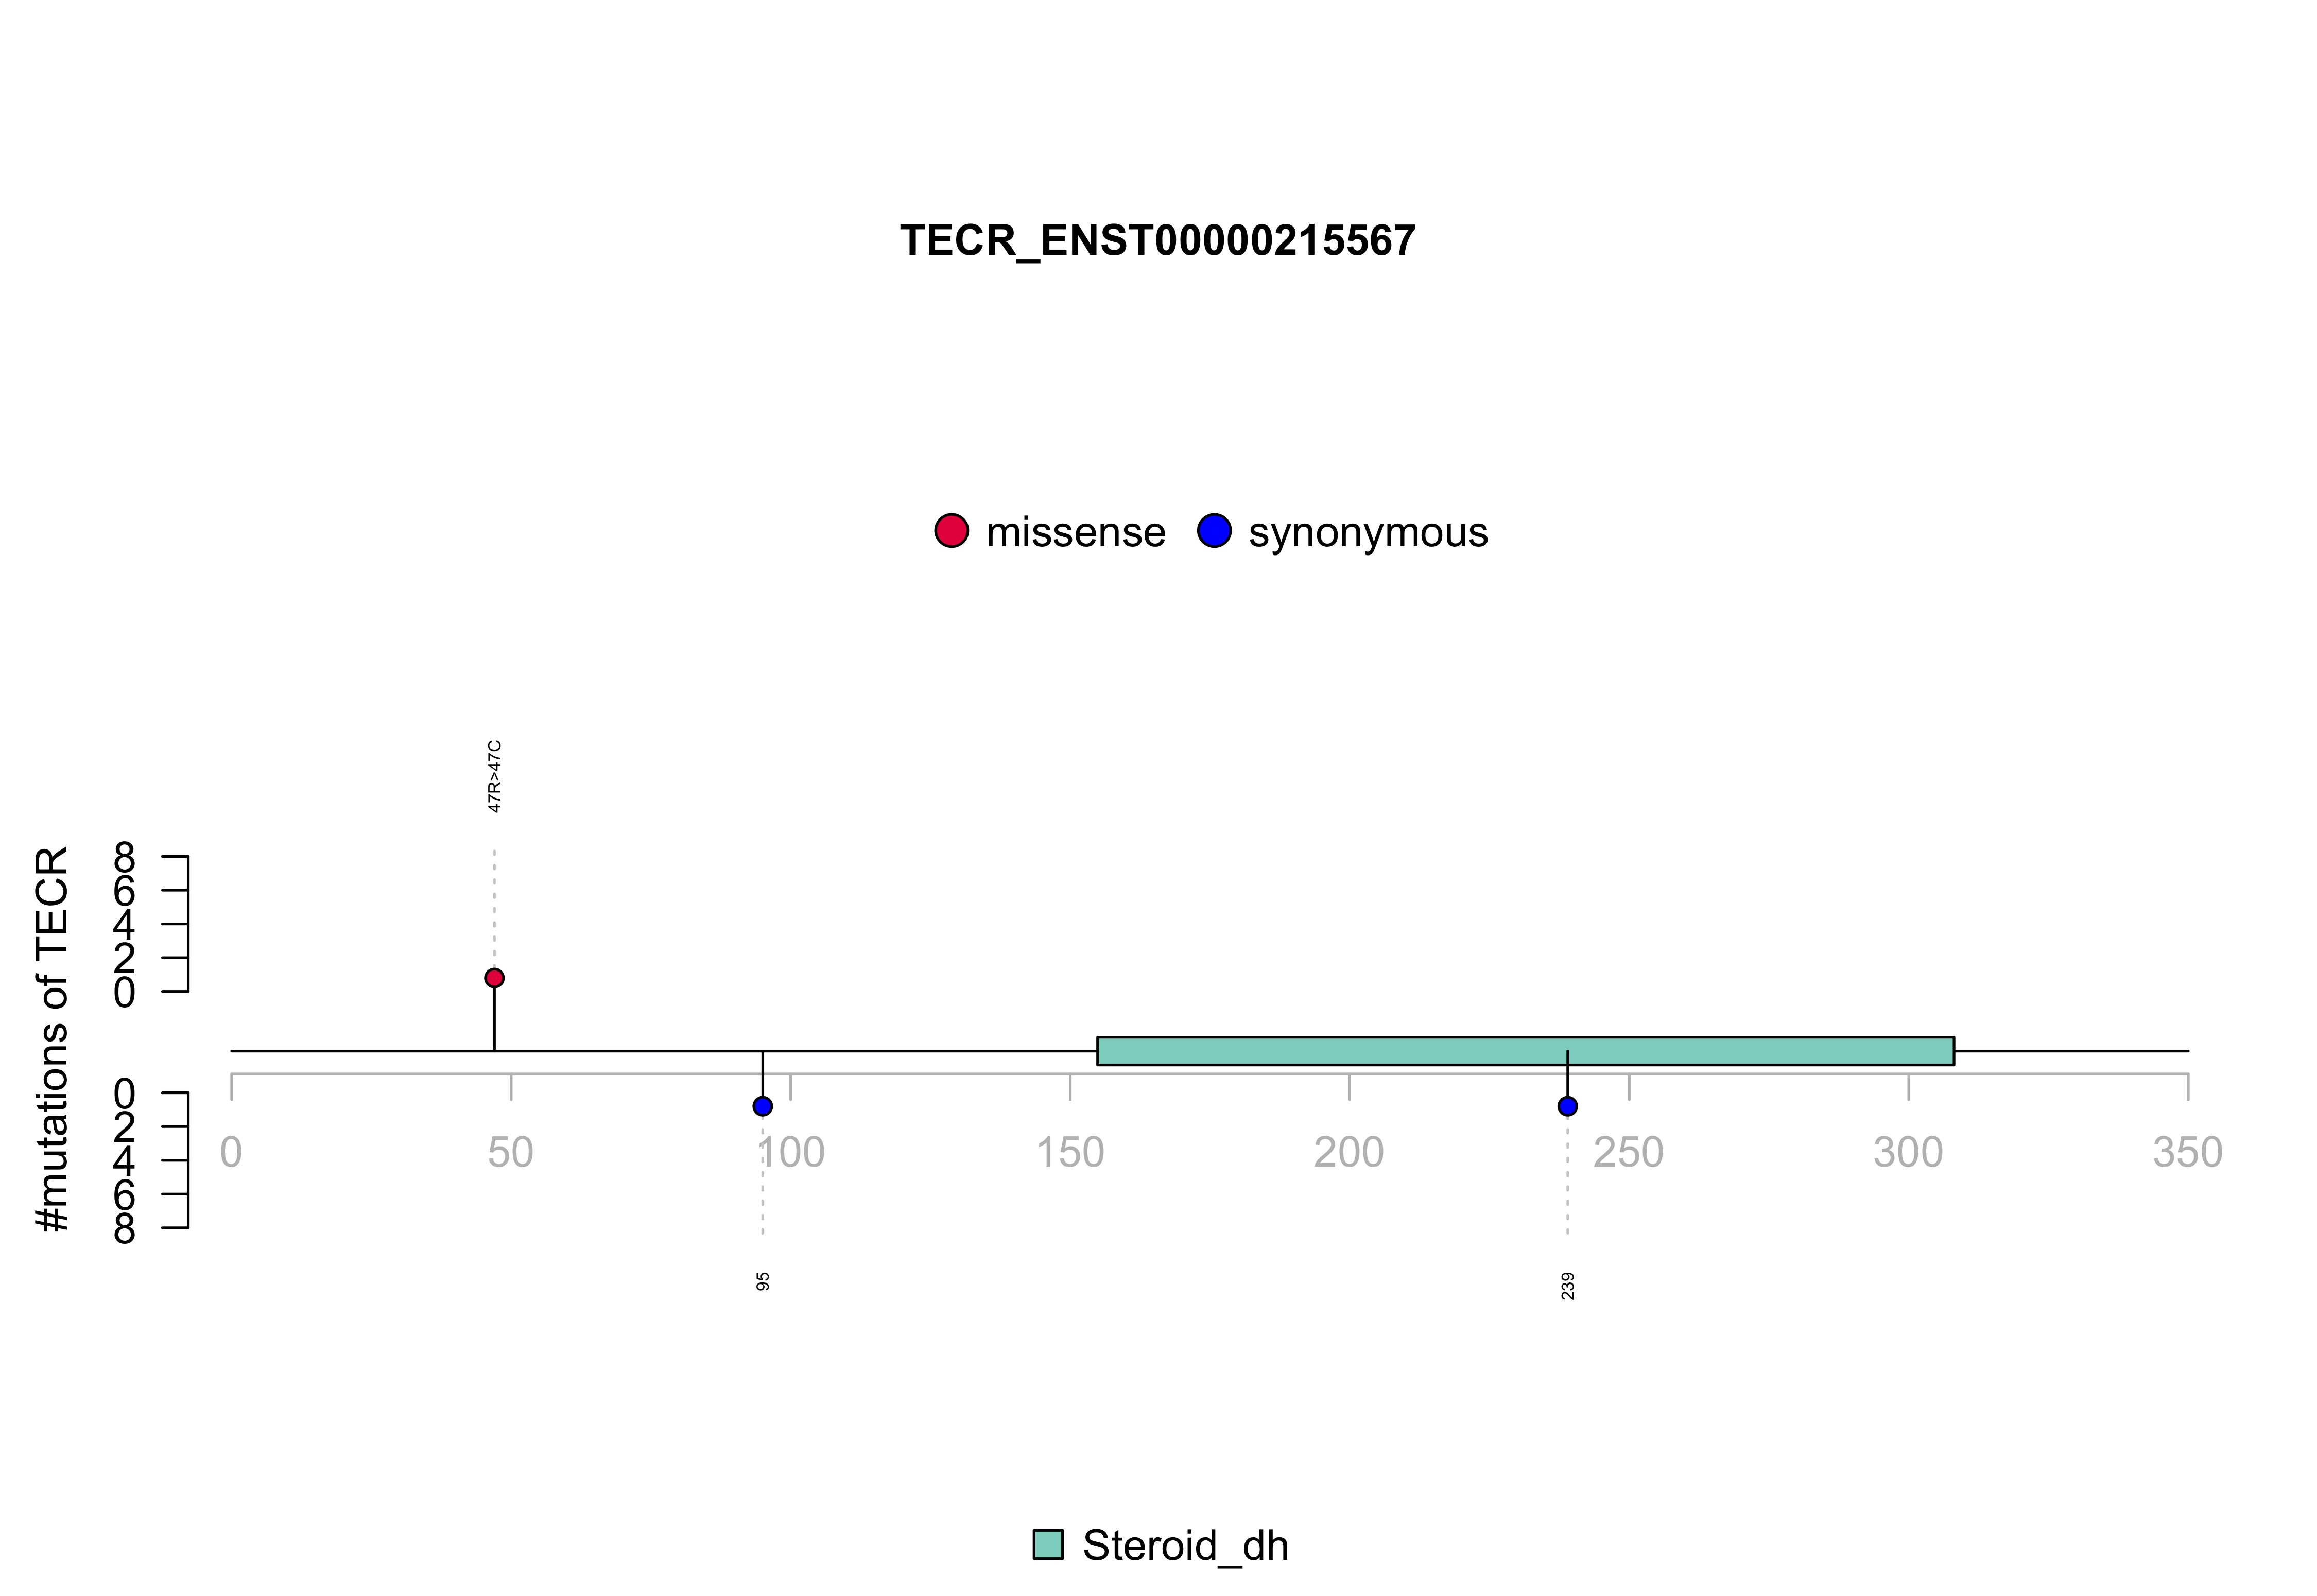 TECR_ENST00000215567
missense synonymous
47R>47C
#mutations of TECR
8
6
4
2
0
0
2
4
6
8
0 50 100 150 200 250 300 350
95
239
Steroid_dh